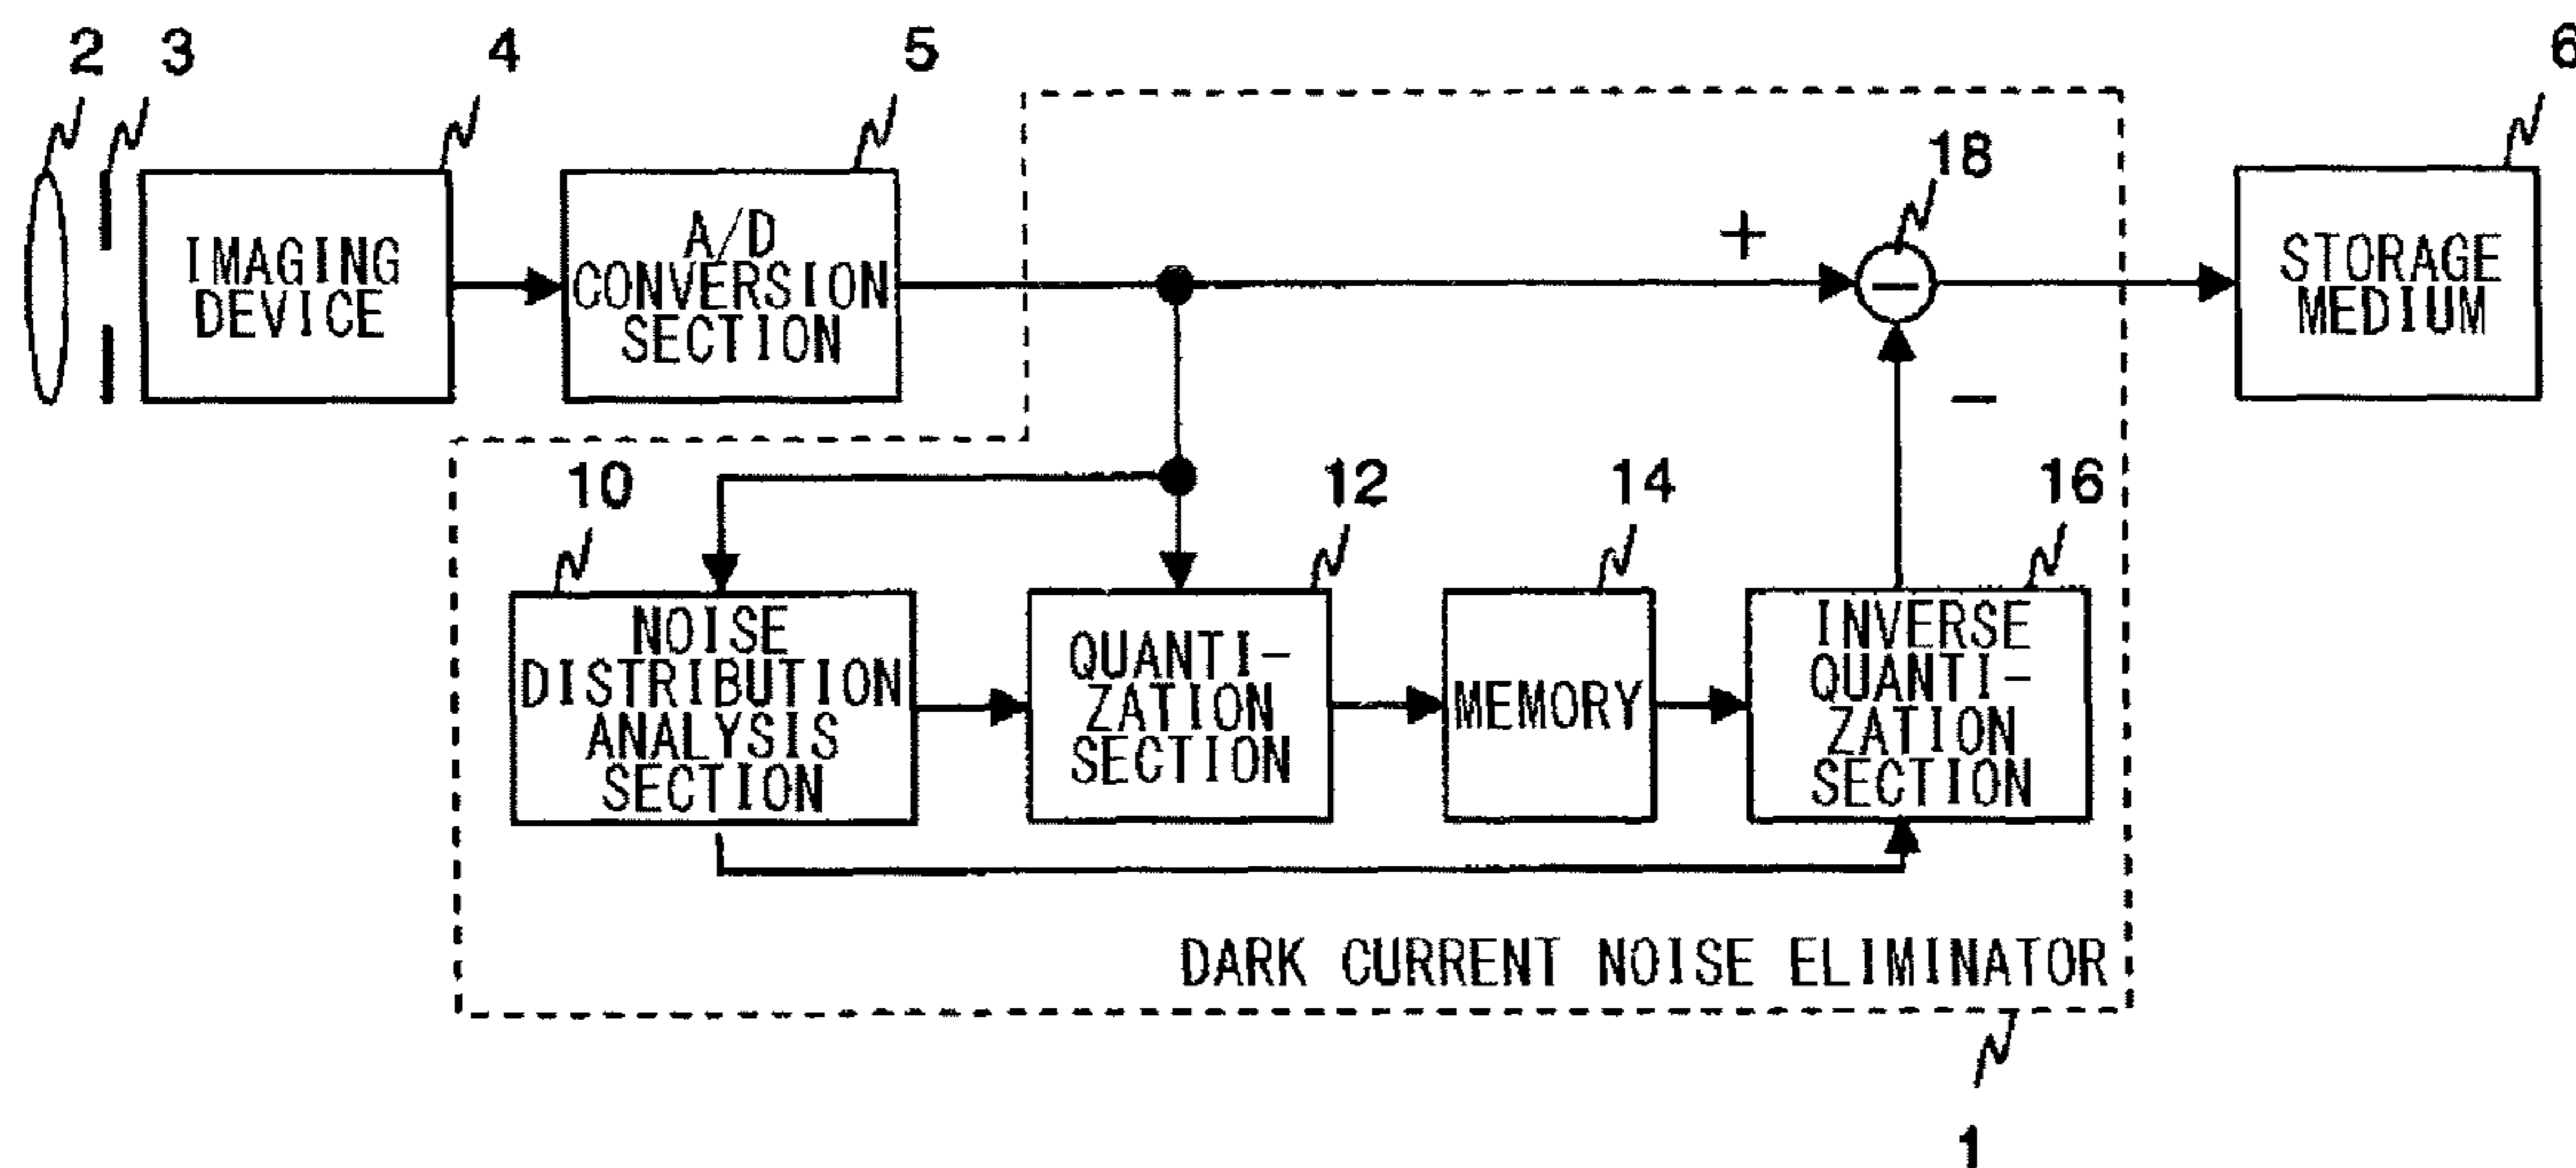 2 3 4 5 6
18
+
IMAGING
DEVICE
A/D
CONVERSION
SECTION
−
STORAGE
MEDIUM
−
10 12 14 16
NOISE
DISTRIBUTION
ANALYSIS
SECTION
QUANTI-
ZATION
SECTION
MEMORY
INVERSE
QUANTI-
ZATION
SECTION
DARK CURRENT NOISE ELIMINATOR
1